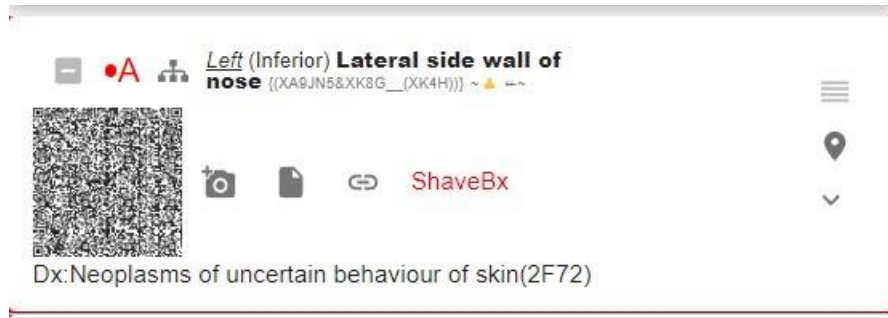 •A Left (Inferior) Lateral side wall of
nose {(XA9JN5&XK8G__(XK4H))} ~
ShaveBx
Dx:Neoplasms of uncertain behaviour of skin(2F72)